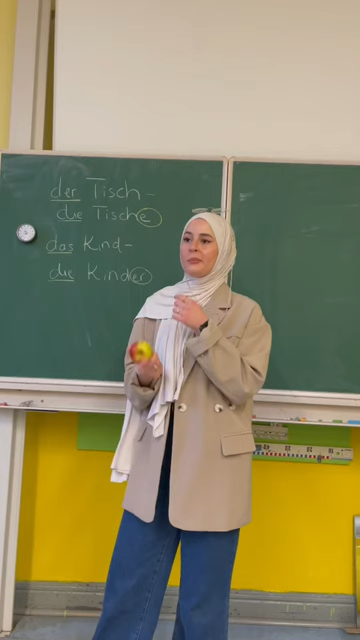 der Tisch –
die Tische
das Kind –
die Kinder